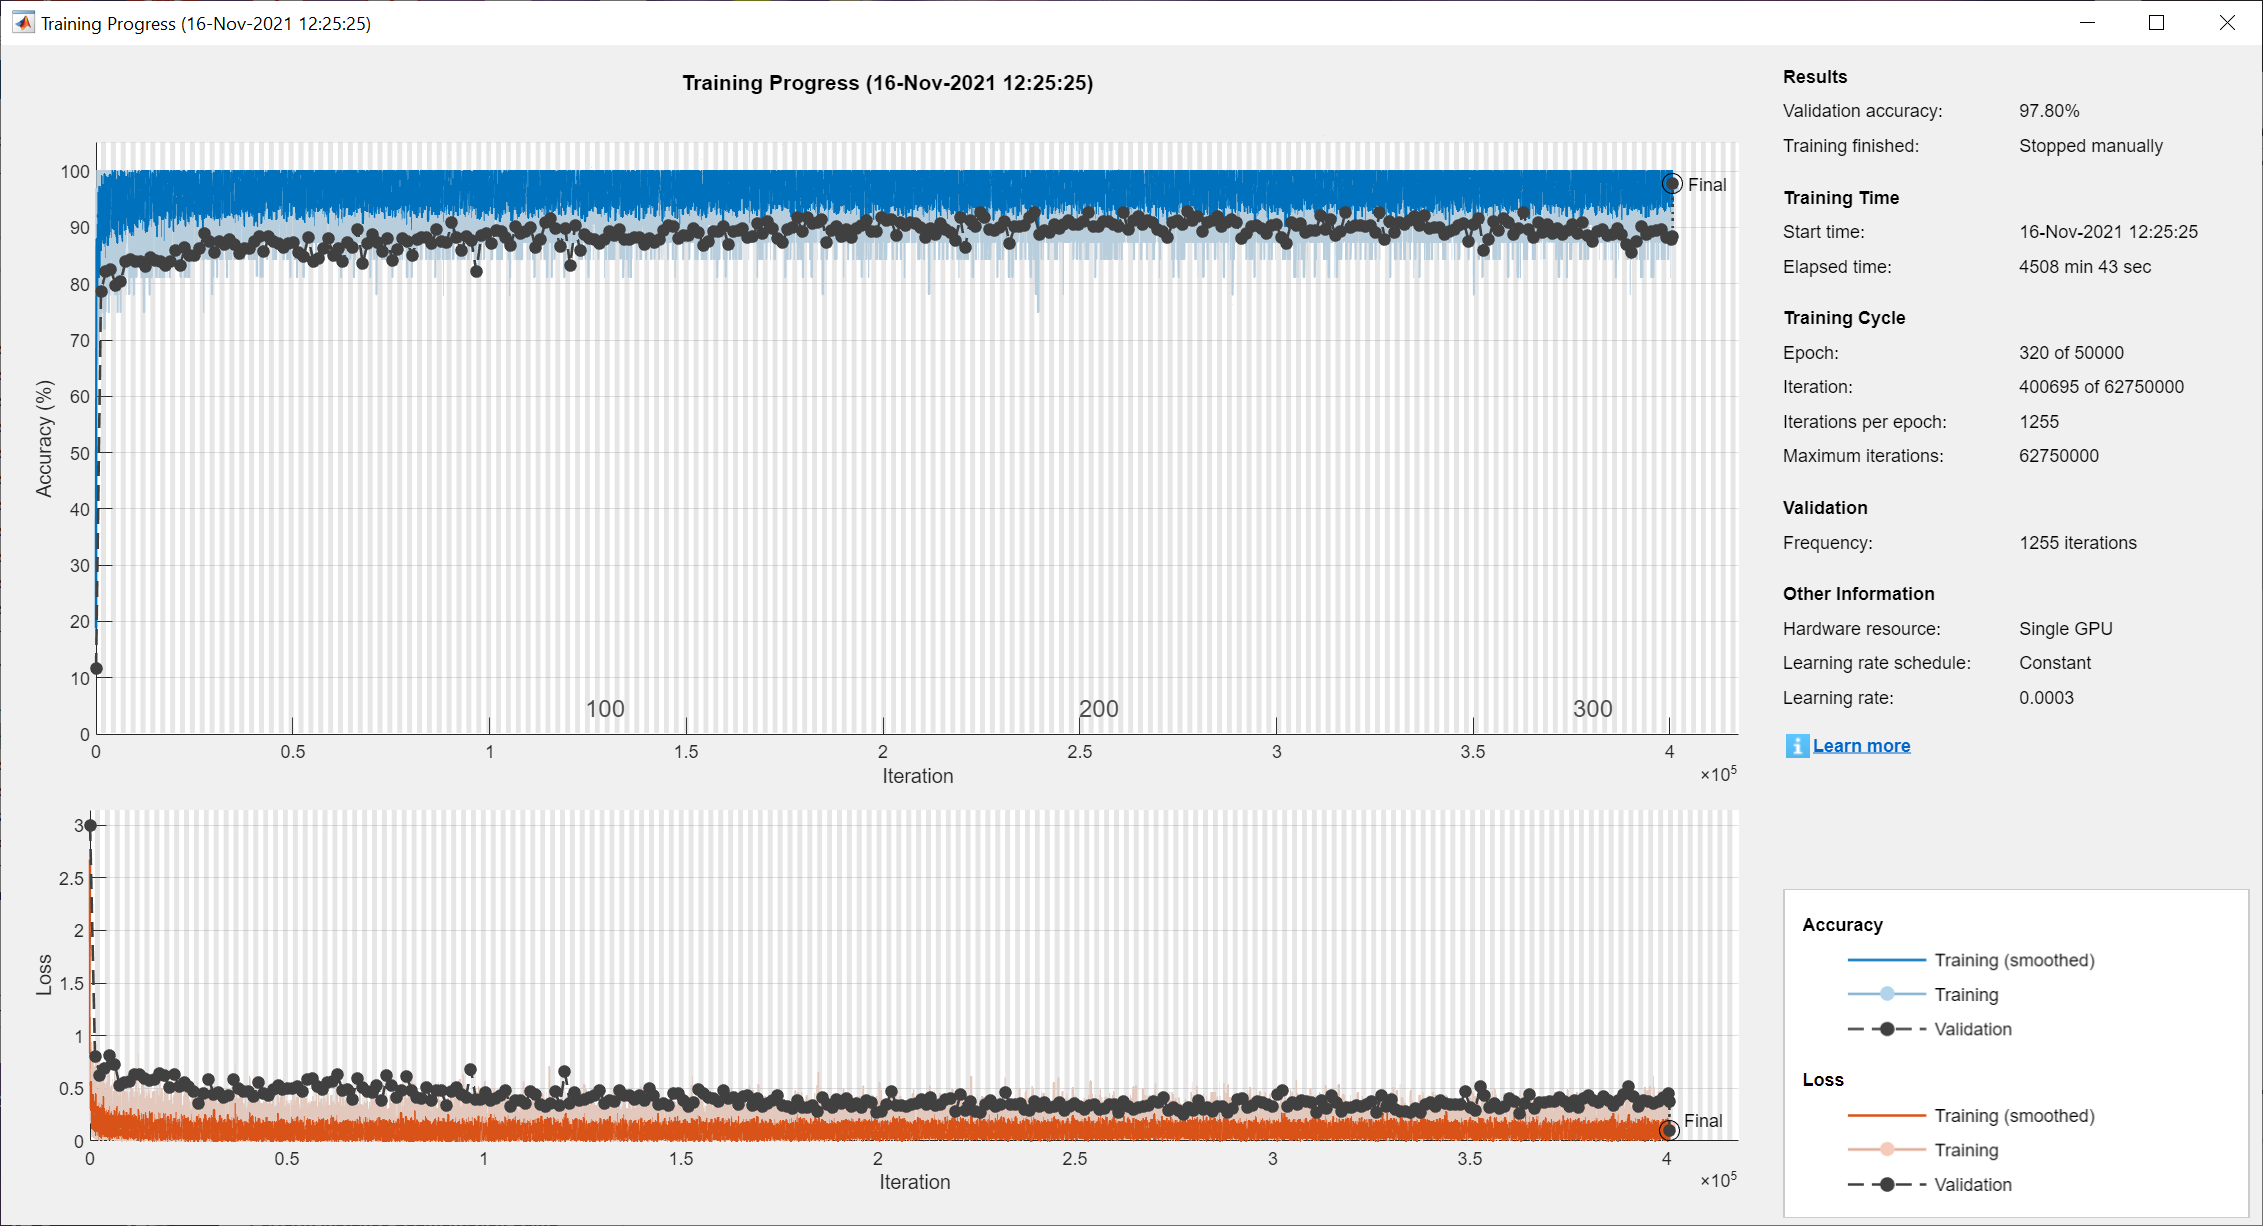 Training Progress (16-Nov-2021 12:25:25)
Training Progress (16-Nov-2021 12:25:25)
100
90
80
70
60
50
40
30
20
10
0
Accuracy (%)
100 200 300
0 0.5 1 1.5 2 2.5 3 3.5 4
Iteration
×10⁵
Final
3
2.5
2
1.5
1
0.5
0
Loss
0 0.5 1 1.5 2 2.5 3 3.5 4
Iteration
×10⁵
Final
Results
Validation accuracy: 97.80%
Training finished: Stopped manually
Training Time
Start time: 16-Nov-2021 12:25:25
Elapsed time: 4508 min 43 sec
Training Cycle
Epoch: 320 of 50000
Iteration: 400695 of 62750000
Iterations per epoch: 1255
Maximum iterations: 62750000
Validation
Frequency: 1255 iterations
Other Information
Hardware resource: Single GPU
Learning rate schedule: Constant
Learning rate: 0.0003
i Learn more
Accuracy
Training (smoothed)
Training
Validation
Loss
Training (smoothed)
Training
Validation